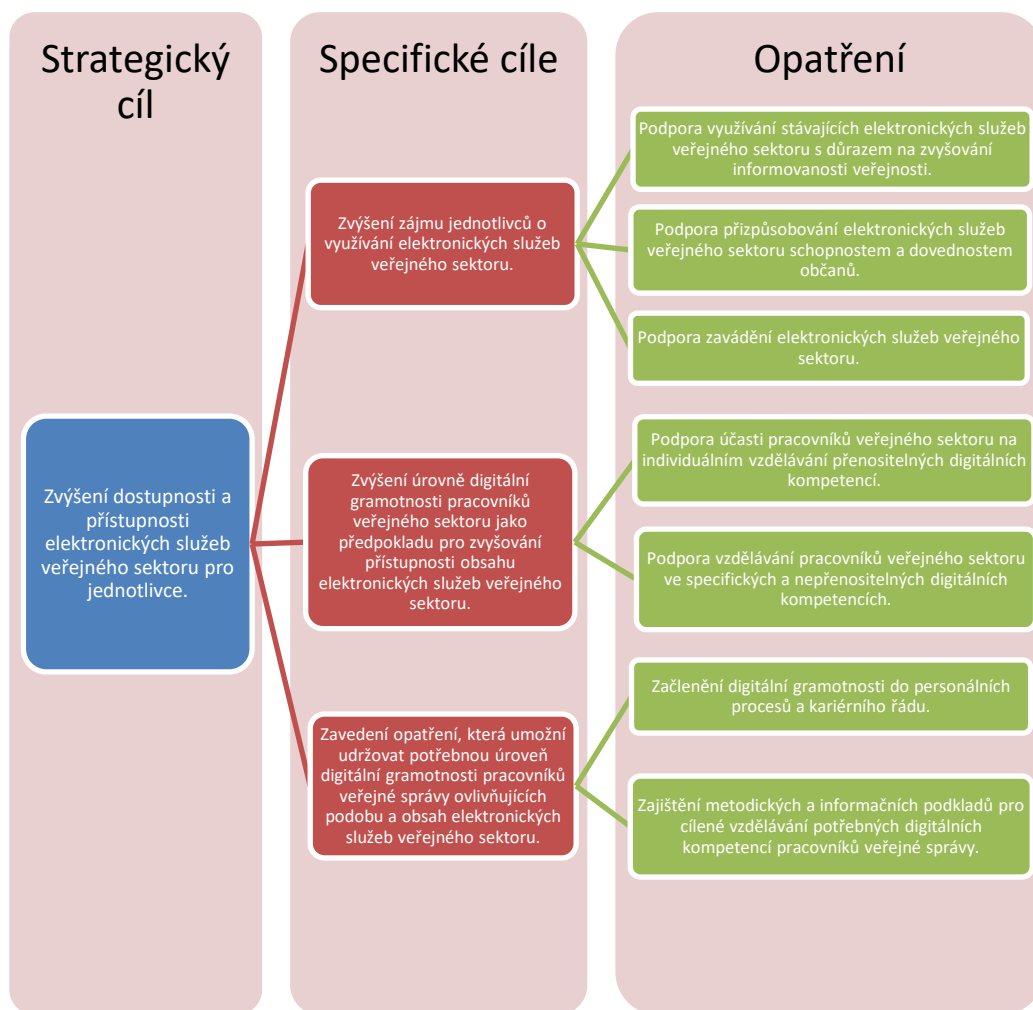 Strategický
cíl
Specifické cíle
Opatření
Zvýšení dostupnosti a
přístupnosti
elektronických služeb
veřejného sektoru pro
jednotlivce.
Zvýšení zájmu jednotlivců o
využívání elektronických služeb
veřejného sektoru.
Podpora využívání stávajících elektronických služeb
veřejného sektoru s důrazem na zvyšování
informovanosti veřejnosti.
Podpora přizpůsobování elektronických služeb
veřejného sektoru schopnostem a dovednostem
občanů.
Podpora zavádění elektronických služeb veřejného
sektoru.
Zvýšení úrovně digitální
gramotnosti pracovníků
veřejného sektoru jako
předpokladu pro zvyšování
přístupnosti obsahu
elektronických služeb veřejného
sektoru.
Podpora účasti pracovníků veřejného sektoru na
individuálním vzdělávání přenositelných digitálních
kompetencí.
Podpora vzdělávání pracovníků veřejného sektoru
ve specifických a nepřenositelných digitálních
kompetencích.
Zavedení opatření, která umožní
udržovat potřebnou úroveň
digitální gramotnosti pracovníků
veřejné správy ovlivňujících
podobu a obsah elektronických
služeb veřejného sektoru.
Začlenění digitální gramotnosti do personálních
procesů a kariérního řádu.
Zajištění metodických a informačních podkladů pro
cílené vzdělávání potřebných digitálních
kompetencí pracovníků veřejné správy.